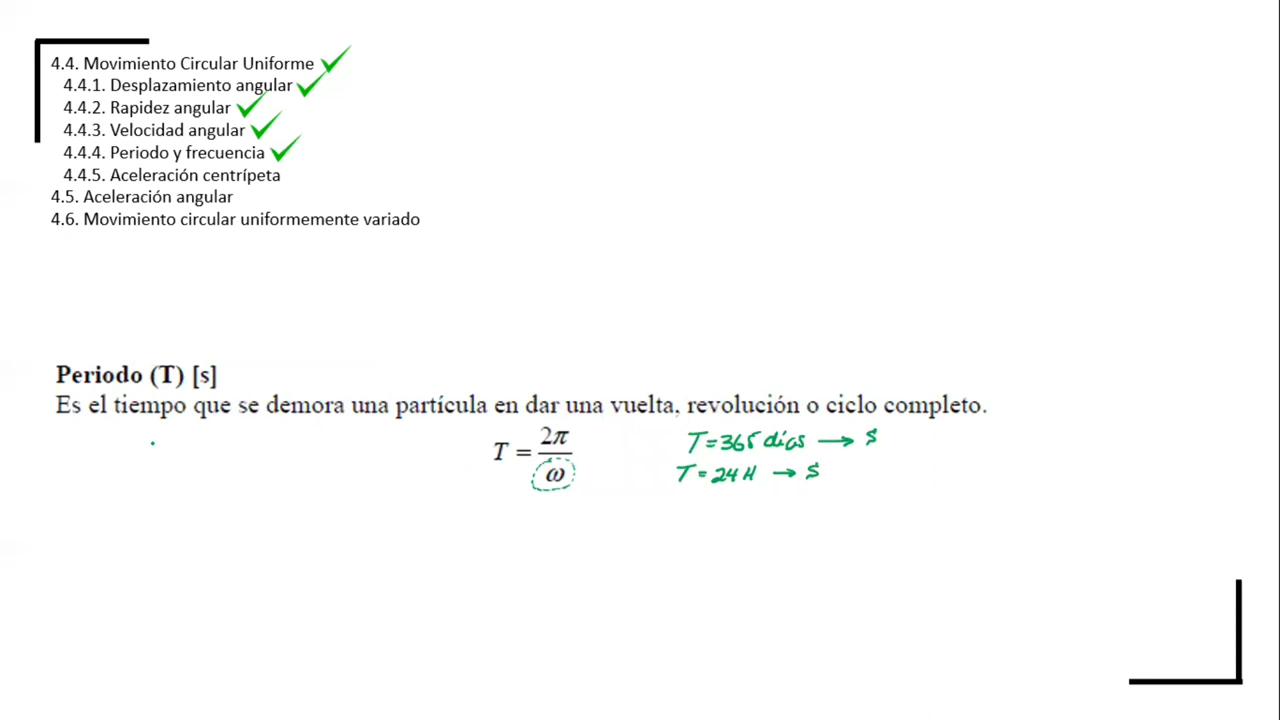 4.4. Movimiento Circular Uniforme
4.4.1. Desplazamiento angular
4.4.2. Rapidez angular
4.4.3. Velocidad angular
4.4.4. Periodo y frecuencia
4.4.5. Aceleración centrípeta
4.5. Aceleración angular
4.6. Movimiento circular uniformemente variado
Periodo (T) [s]
Es el tiempo que se demora una partícula en dar una vuelta, revolución o ciclo completo.
T = 2π/ω
T = 365 días → s
T = 24 H → s